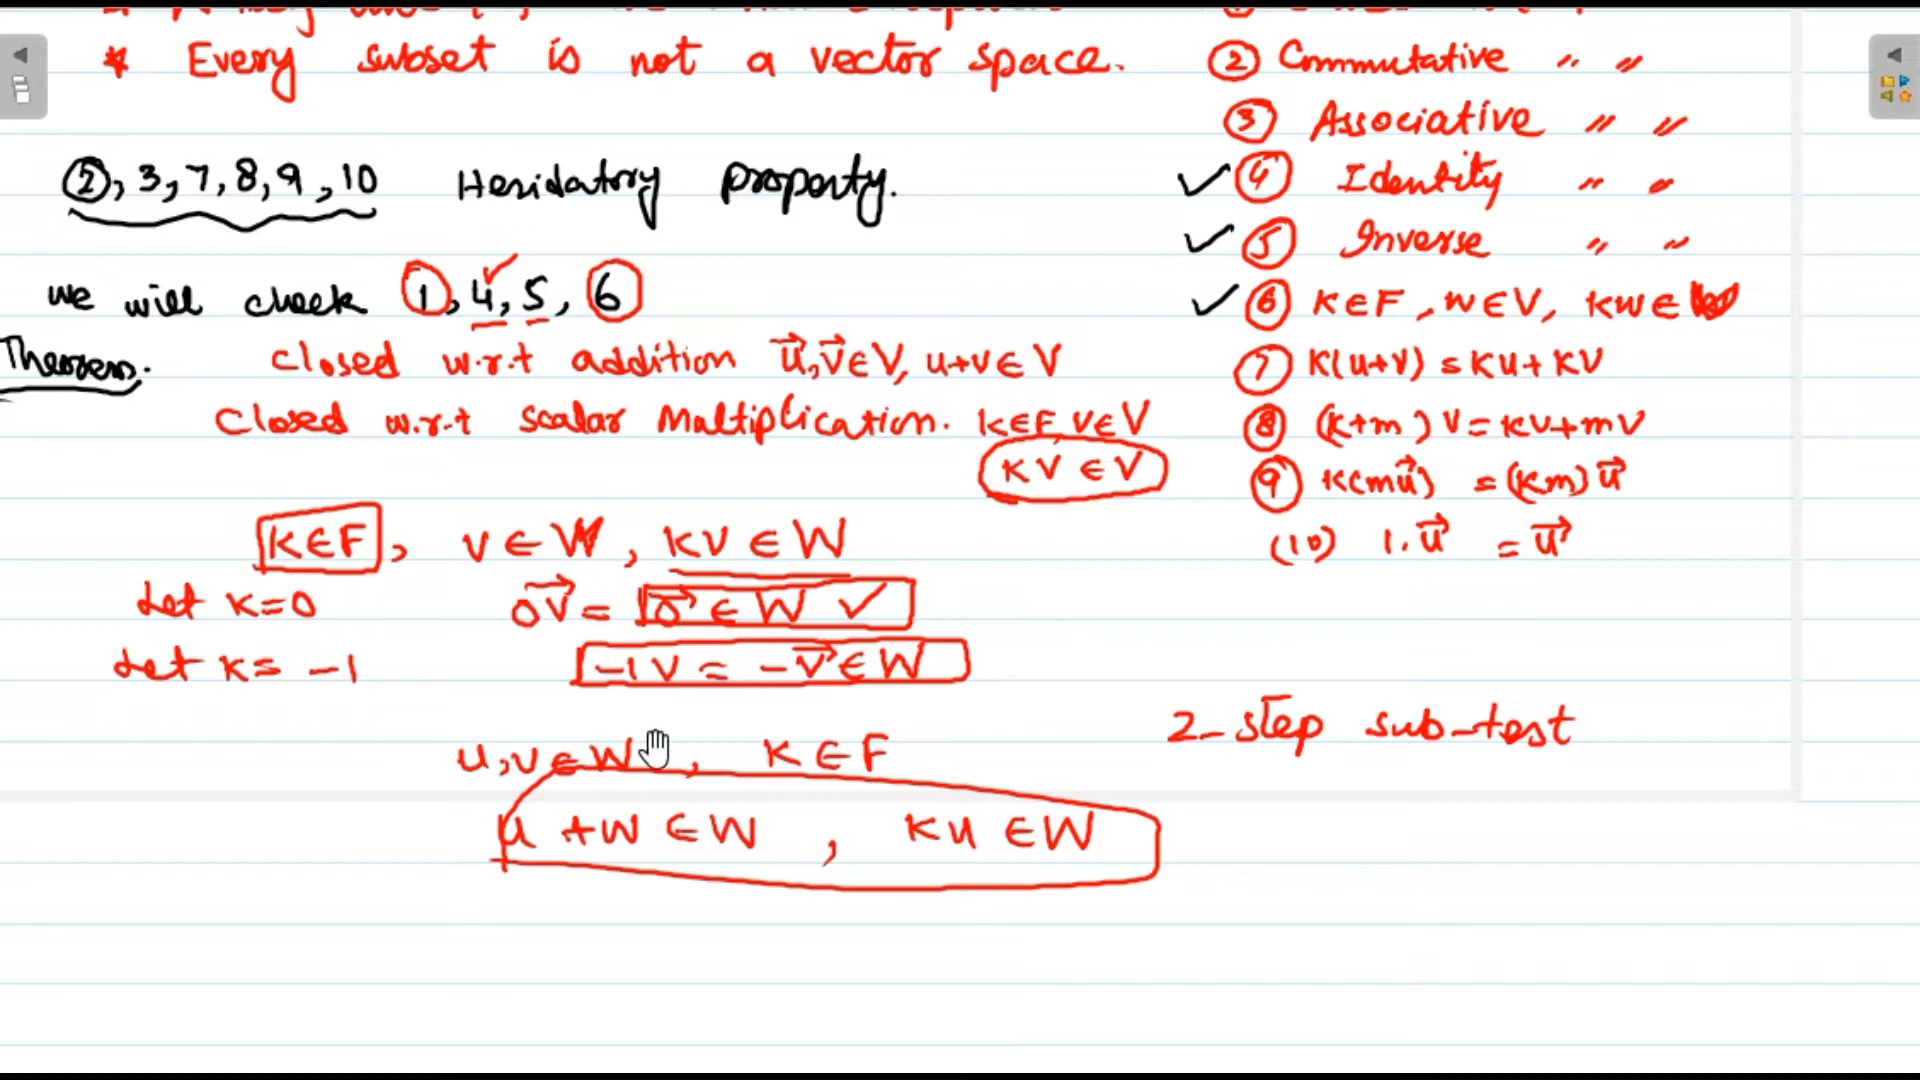 * Every subset is not a vector space.
②, 3, 7, 8, 9, 10 Heridatory property.
we will check ①, 4, 5, ⑥ ✓
Theorem. closed w.r.t addition u⃗, v⃗ ∈ V, u+v ∈ V
closed w.r.t scalar Multiplication. K∈F, V∈V
KV ∈ V
K∈F, V ∈ W, KV ∈ W
Let K=0 0V⃗ = 0⃗ ∈ W ✓
Let K= -1 -1V = -V⃗ ∈ W
u,v ∈ W, K ∈ F
u + W ∈ W, Ku ∈ W
② Commutative " "
③ Associative " "
✓ ④ Identity " "
✓ ⑤ Inverse " "
✓ ⑥ K∈F, W∈V, KW∈
⑦ K(u+v) = Ku+KV
⑧ (K+m) V = KV+mV
⑨ K(mu⃗) = (Km) u⃗
(10) 1. u⃗ = u⃗
2-step sub-test